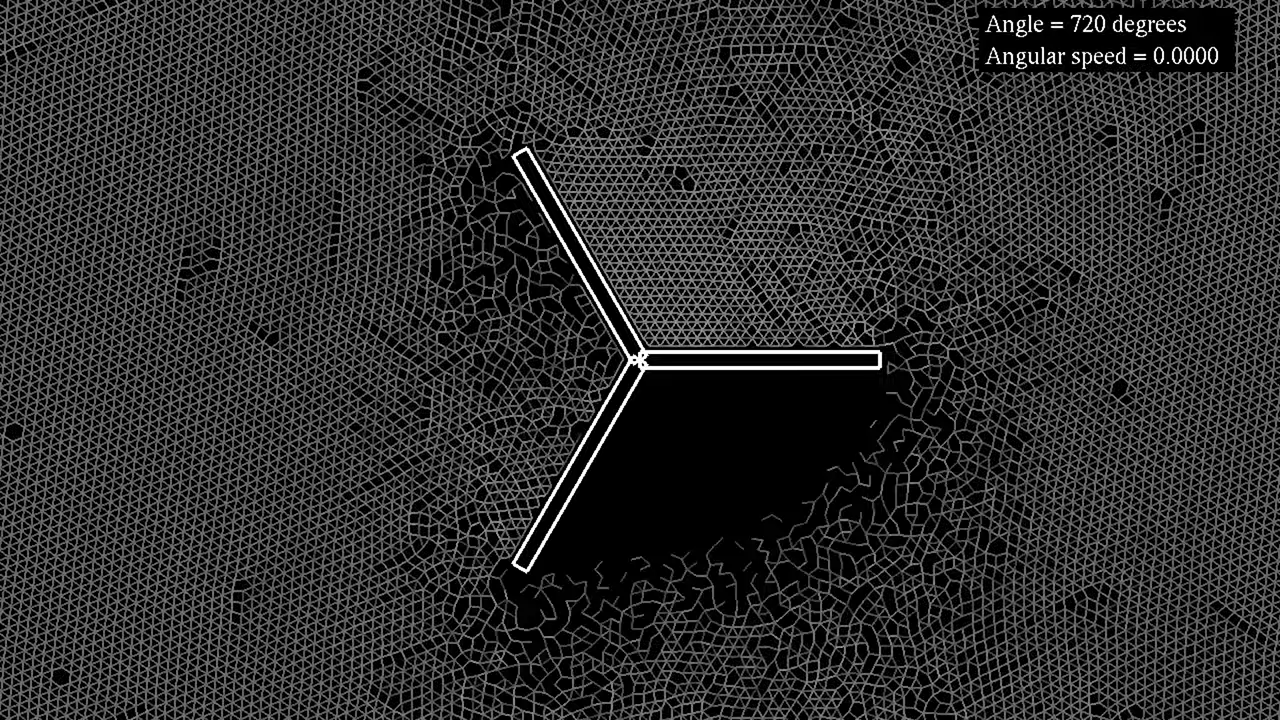 Angle = 720 degrees
Angular speed = 0.0000